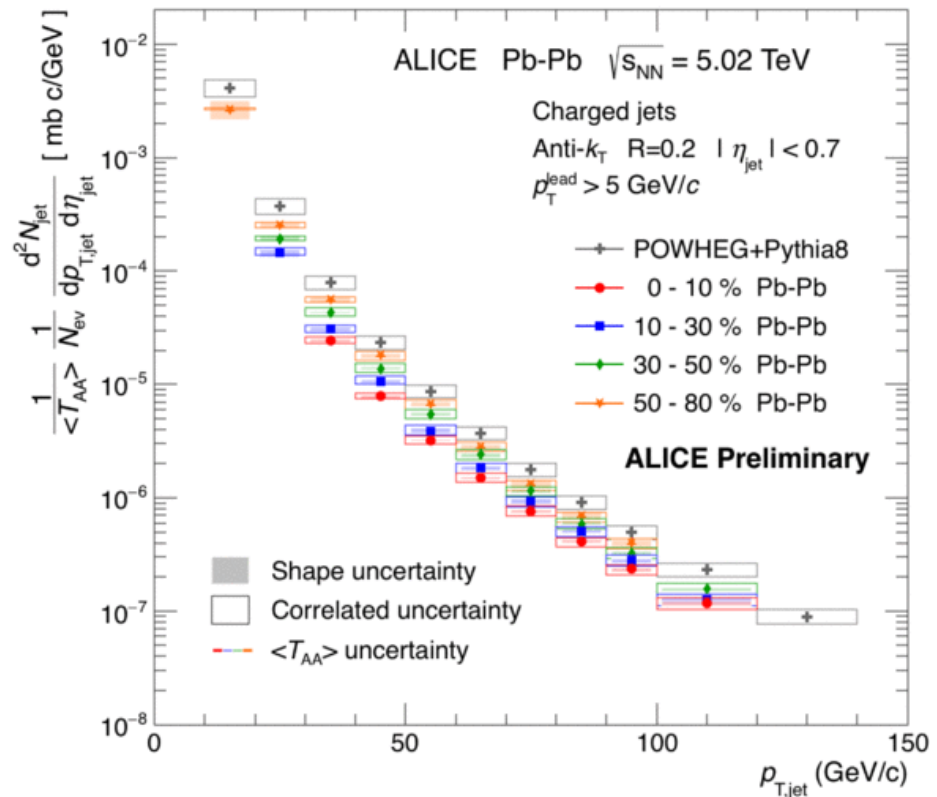 ALICE Pb-Pb √s_NN = 5.02 TeV
Charged jets
Anti-k_T R=0.2 | η_jet | < 0.7
p_T^lead > 5 GeV/c
POWHEG+Pythia8
0 - 10 % Pb-Pb
10 - 30 % Pb-Pb
30 - 50 % Pb-Pb
50 - 80 % Pb-Pb
ALICE Preliminary
Shape uncertainty
Correlated uncertainty
<T_AA> uncertainty
1/<T_AA> 1/N_ev d²N_jet/dp_T,jet dη_jet [ mb c/GeV]
10⁻²
10⁻³
10⁻⁴
10⁻⁵
10⁻⁶
10⁻⁷
10⁻⁸
0 50 100 150
p_T,jet (GeV/c)